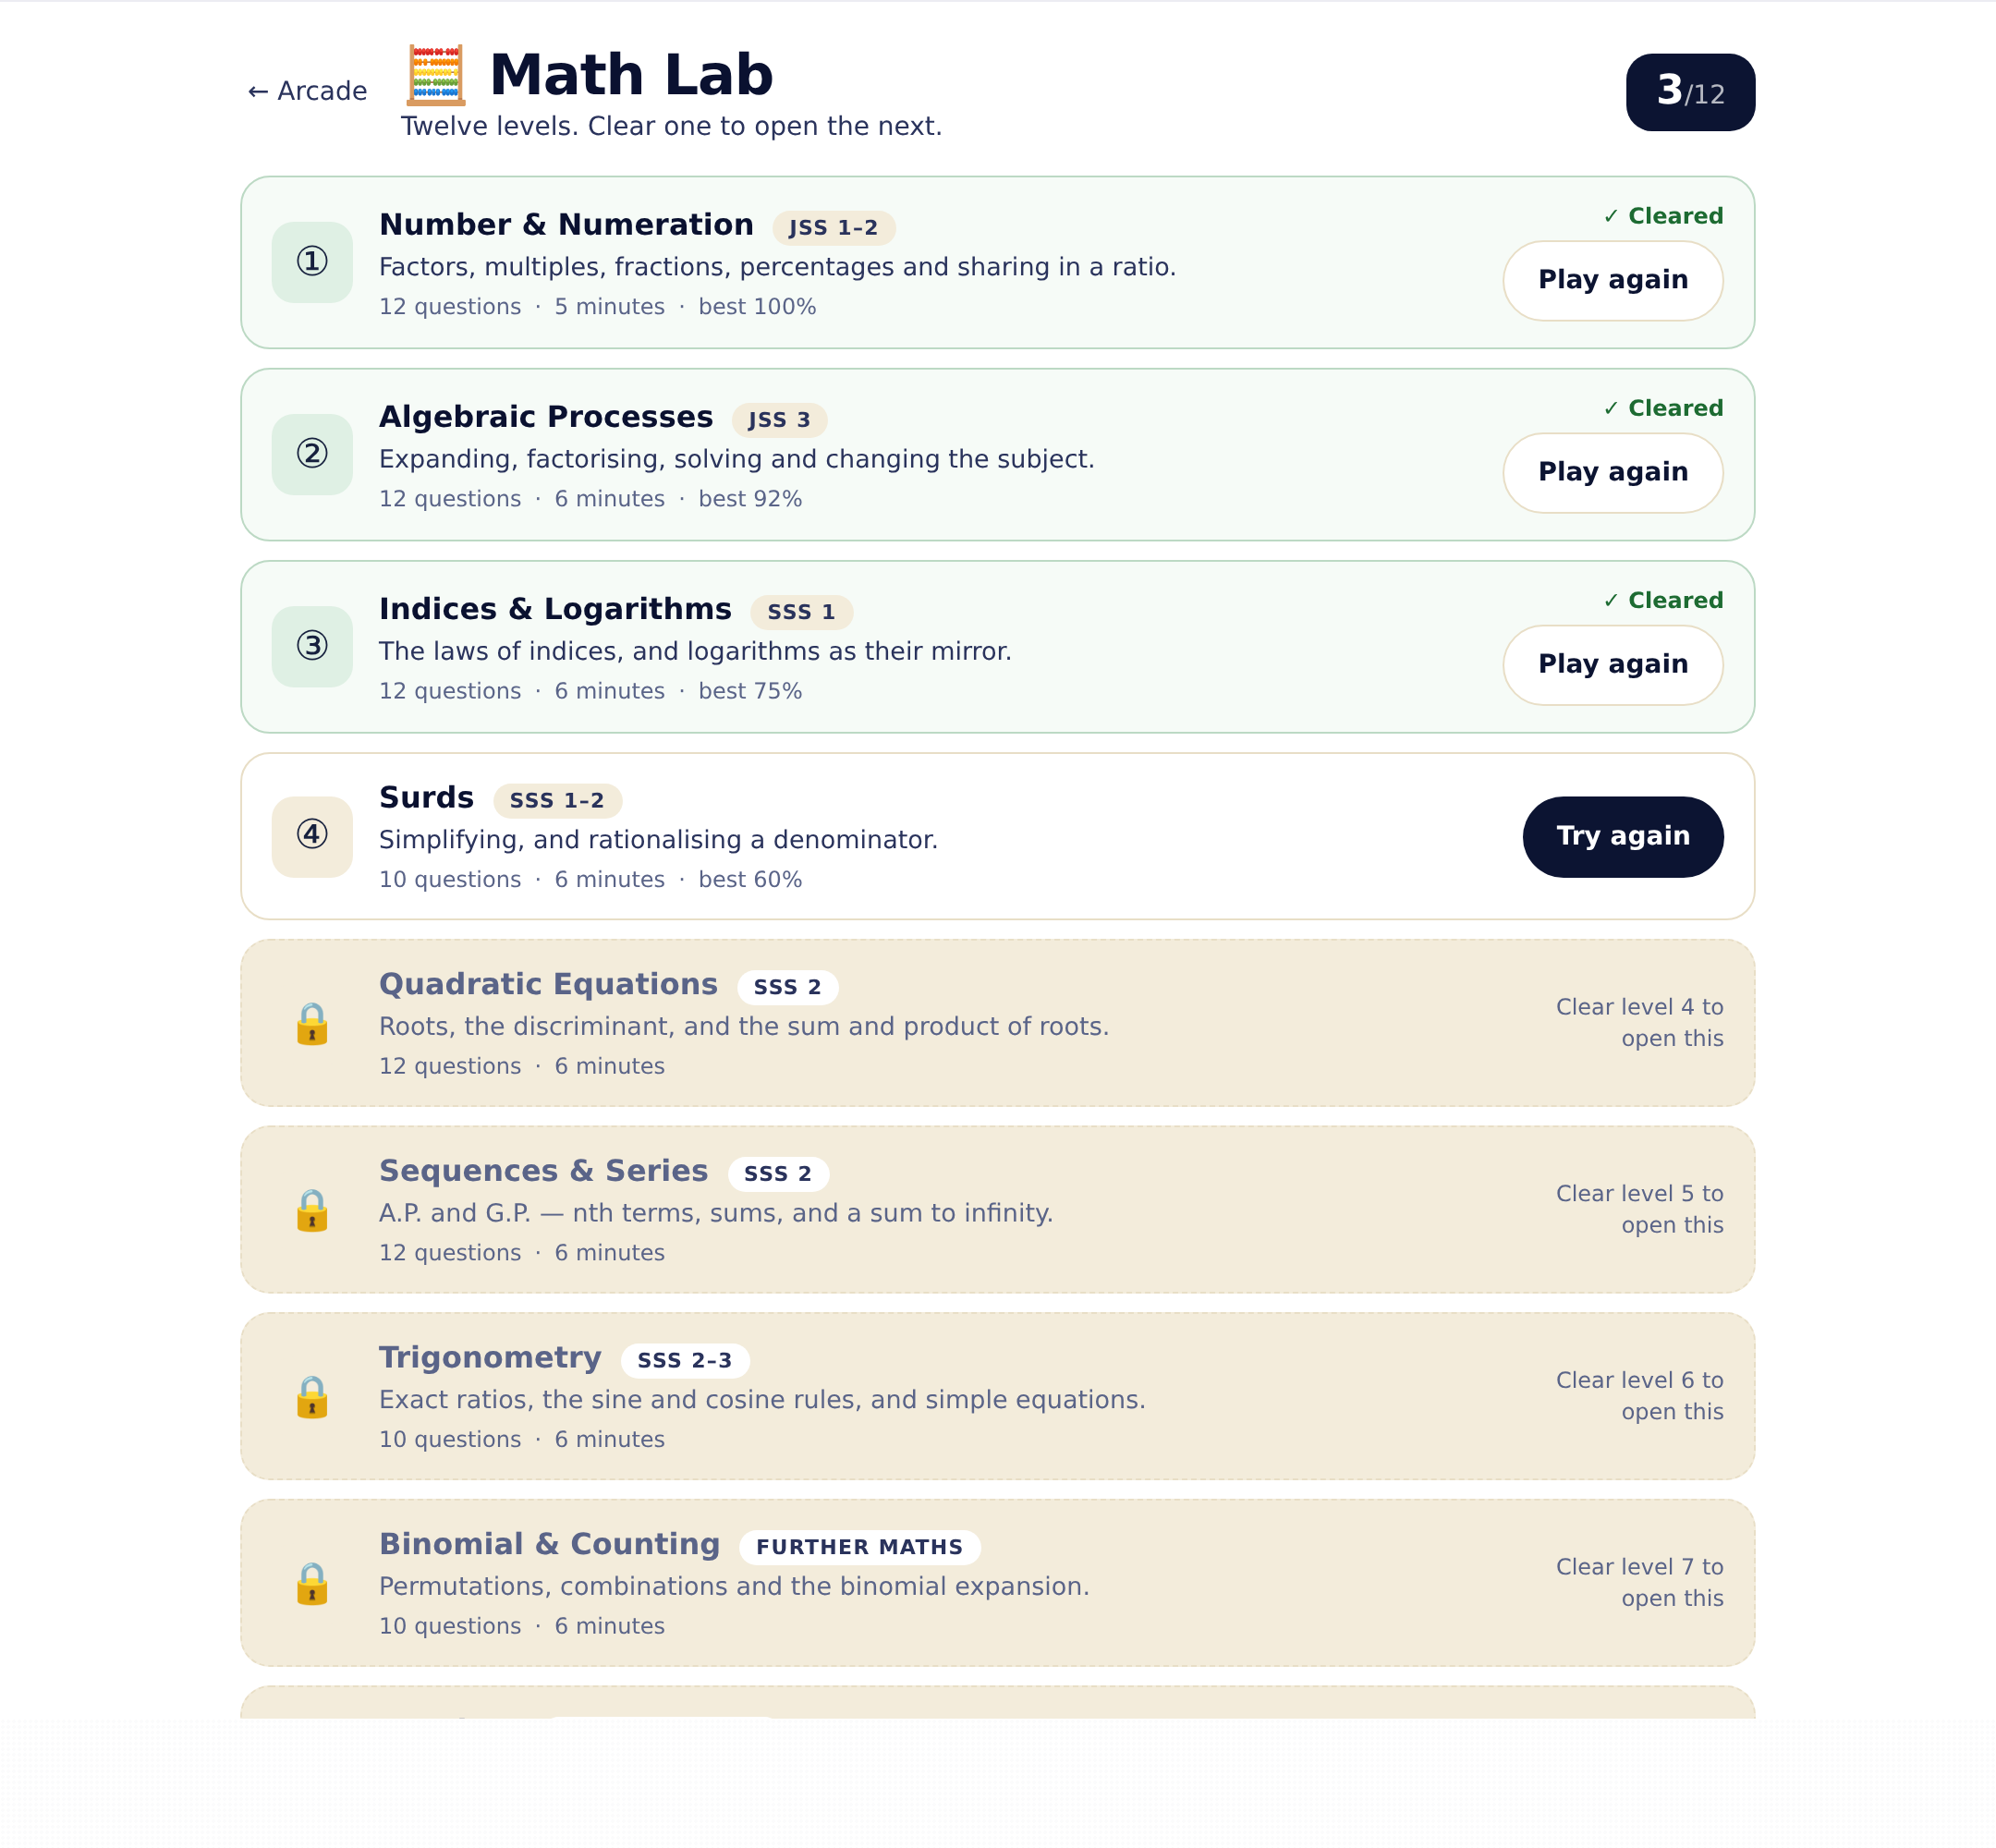 ← Arcade
🧮 Math Lab
3/12
Twelve levels. Clear one to open the next.
① Number & Numeration JSS 1–2
✓ Cleared
Factors, multiples, fractions, percentages and sharing in a ratio.
Play again
12 questions · 5 minutes · best 100%
② Algebraic Processes JSS 3
✓ Cleared
Expanding, factorising, solving and changing the subject.
Play again
12 questions · 6 minutes · best 92%
③ Indices & Logarithms SSS 1
✓ Cleared
The laws of indices, and logarithms as their mirror.
Play again
12 questions · 6 minutes · best 75%
④ Surds SSS 1–2
Simplifying, and rationalising a denominator.
Try again
10 questions · 6 minutes · best 60%
Quadratic Equations SSS 2
Roots, the discriminant, and the sum and product of roots.
12 questions · 6 minutes
Clear level 4 to
open this
Sequences & Series SSS 2
A.P. and G.P. — nth terms, sums, and a sum to infinity.
12 questions · 6 minutes
Clear level 5 to
open this
Trigonometry SSS 2–3
Exact ratios, the sine and cosine rules, and simple equations.
10 questions · 6 minutes
Clear level 6 to
open this
Binomial & Counting FURTHER MATHS
Permutations, combinations and the binomial expansion.
10 questions · 6 minutes
Clear level 7 to
open this